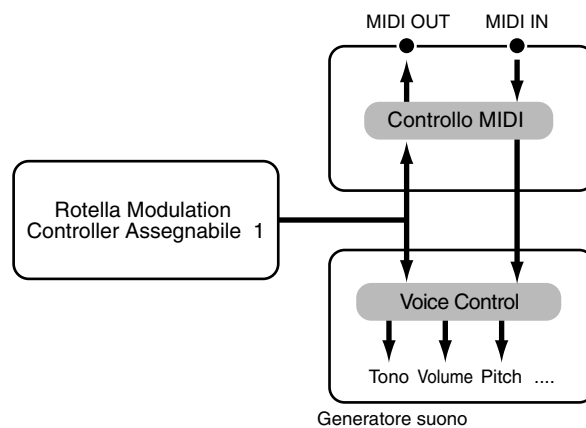 MIDI OUT MIDI IN
Controllo MIDI
Rotella Modulation
Controller Assegnabile 1
Voice Control
Tono Volume Pitch ....
Generatore suono